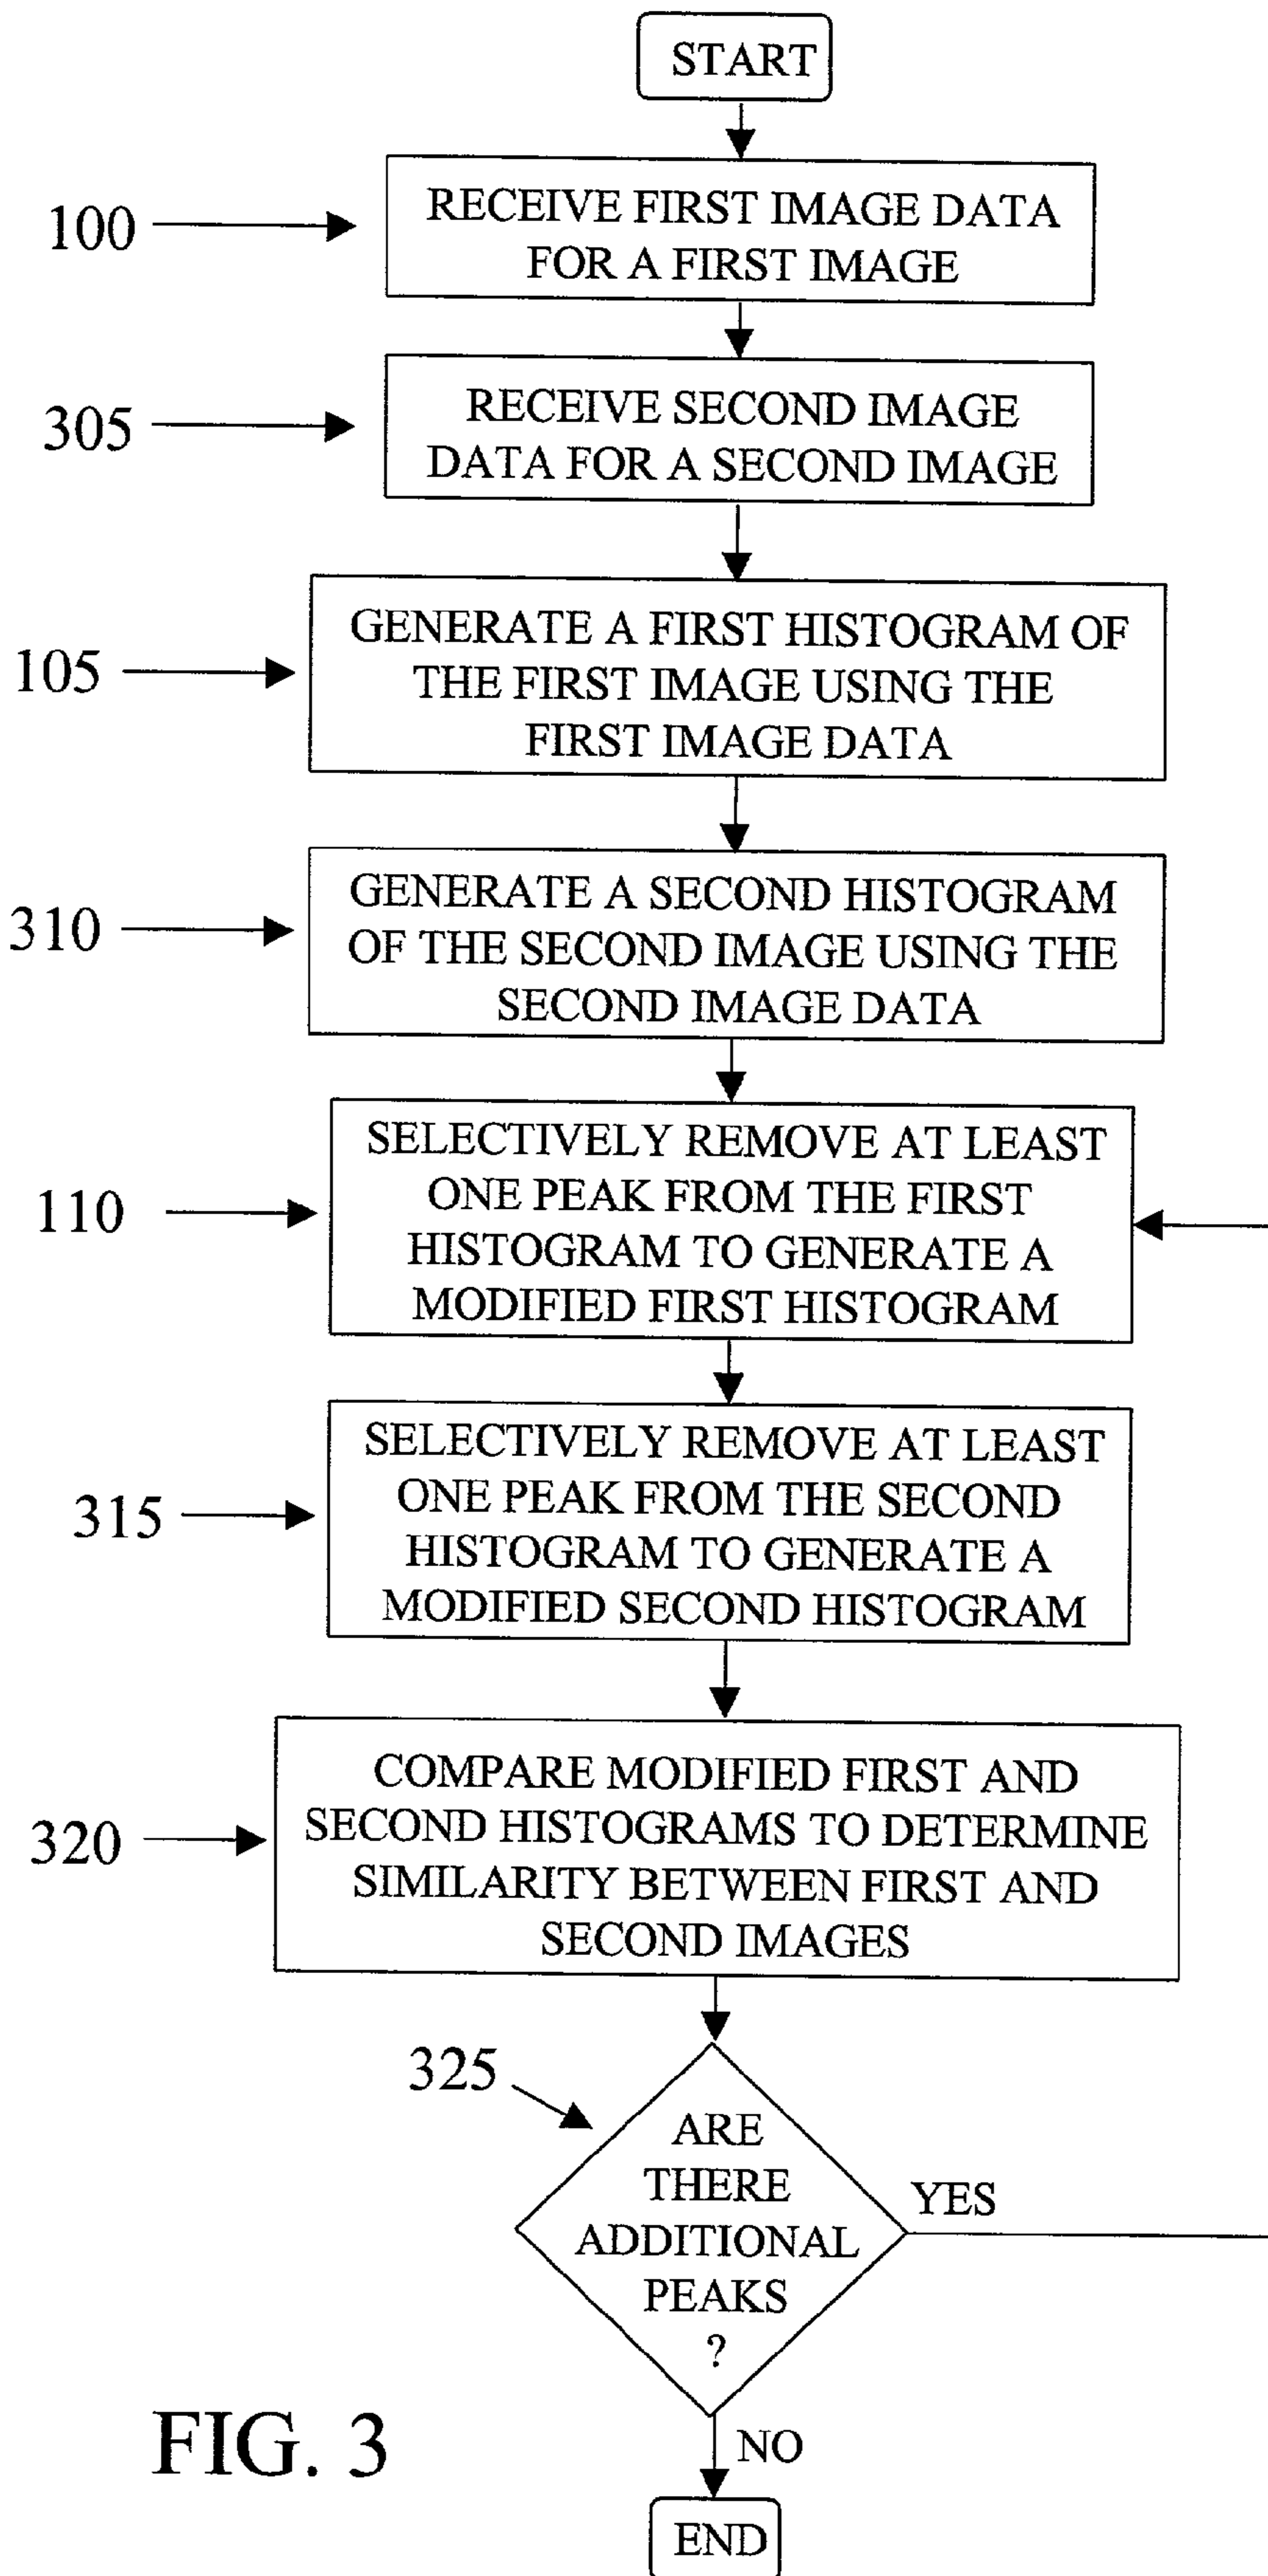 START
100
RECEIVE FIRST IMAGE DATA
FOR A FIRST IMAGE
305
RECEIVE SECOND IMAGE
DATA FOR A SECOND IMAGE
105
GENERATE A FIRST HISTOGRAM OF
THE FIRST IMAGE USING THE
FIRST IMAGE DATA
310
GENERATE A SECOND HISTOGRAM
OF THE SECOND IMAGE USING THE
SECOND IMAGE DATA
110
SELECTIVELY REMOVE AT LEAST
ONE PEAK FROM THE FIRST
HISTOGRAM TO GENERATE A
MODIFIED FIRST HISTOGRAM
315
SELECTIVELY REMOVE AT LEAST
ONE PEAK FROM THE SECOND
HISTOGRAM TO GENERATE A
MODIFIED SECOND HISTOGRAM
320
COMPARE MODIFIED FIRST AND
SECOND HISTOGRAMS TO DETERMINE
SIMILARITY BETWEEN FIRST AND
SECOND IMAGES
325
ARE
THERE
ADDITIONAL
PEAKS
?
YES
NO
FIG. 3
END